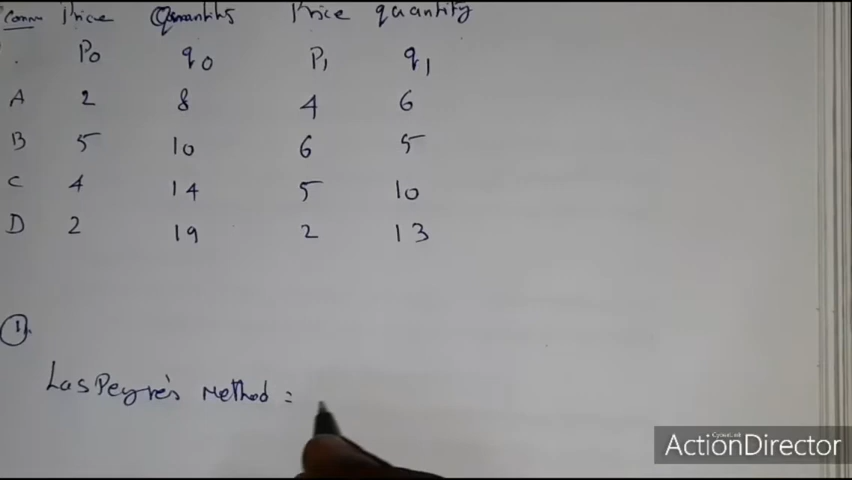 Comm Price Quantity Price quantity
P0 q0 P1 q1
A 2 8 4 6
B 5 10 6 5
C 4 14 5 10
D 2 19 2 13
1
LasPeyre's Method =
CyberLink
ActionDirector